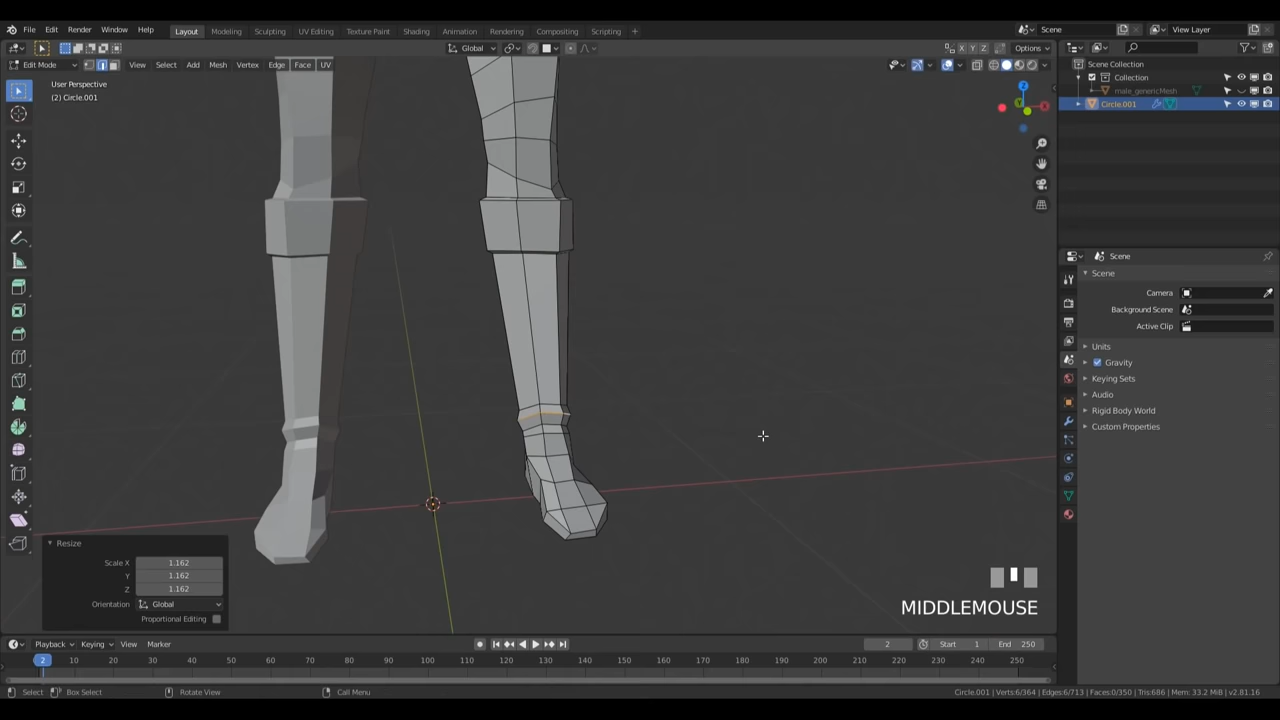 File Edit Render Window Help Layout Modeling Sculpting UV Editing Texture Paint Shading Animation Rendering Compositing Scripting Scene View Layer
Global X Y Z Options
Edit Mode View Select Add Mesh Vertex Edge Face UV
User Perspective
(2) Circle.001
Scene Collection
Collection
male_genericMesh
Circle.001
Scene
Scene
Camera
Background Scene
Active Clip
Units
Gravity
Keying Sets
Audio
Rigid Body World
Custom Properties
Resize
Scale X 1.162
Y 1.162
Z 1.162
Orientation Global
Proportional Editing
MIDDLEMOUSE
Playback Keying View Marker 2 Start 1 End 250
2 10 20 30 40 50 60 70 80 90 100 110 120 130 140 150 160 170 180 190 200 210 220 230 240 250
Select Box Select Rotate View Call Menu Circle.001 | Verts:6/364 | Edges:6/713 | Faces:0/350 | Tris:686 | Mem: 33.2 MiB | v2.81.16